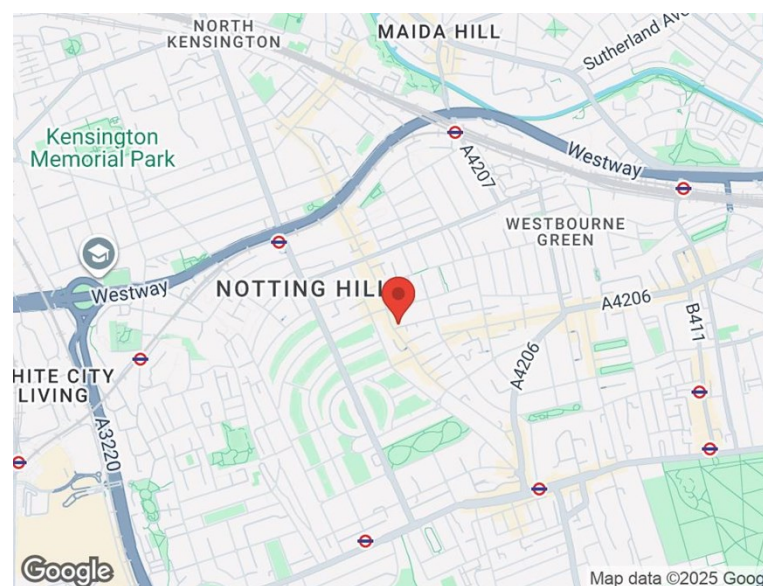 NORTH
KENSINGTON
MAIDA HILL
Sutherland Ave
Kensington
Memorial Park
A4207
Westway
WESTBOURNE
GREEN
Westway
NOTTING HILL
A4206
B411
A4206
HITE CITY
LIVING
A3220
Google
Map data ©2025 Goog